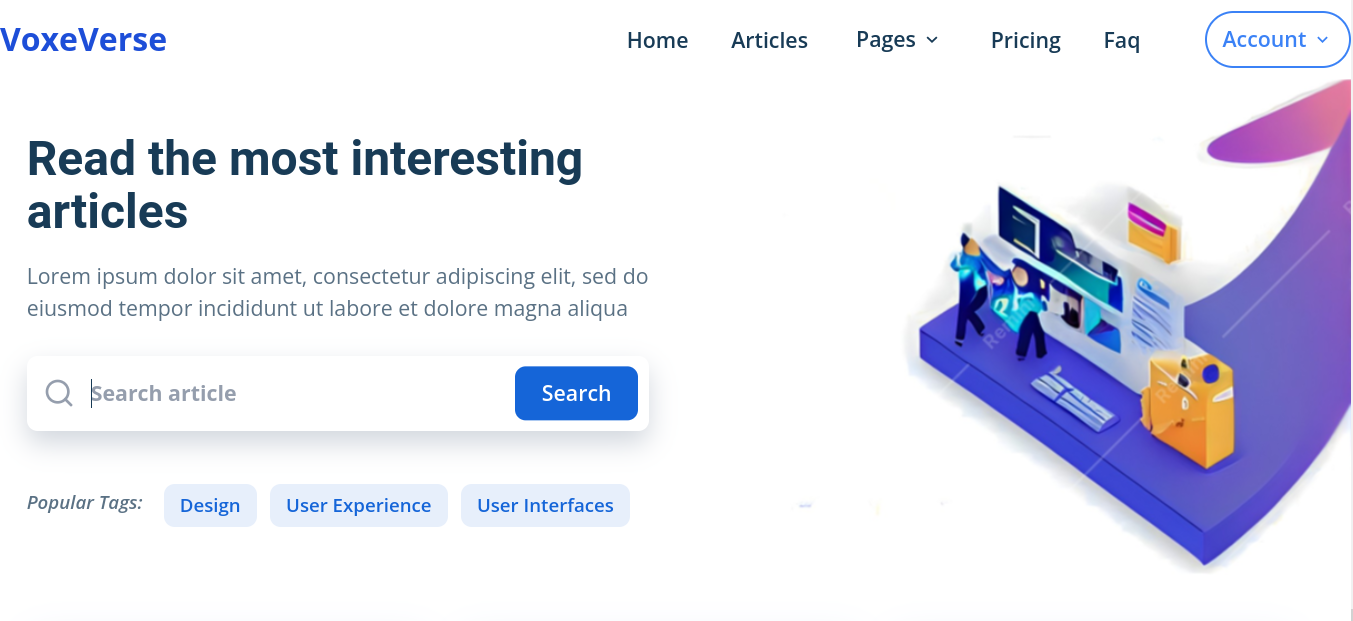 VoxeVerse
Home Articles Pages Pricing Faq Account
Read the most interesting
articles
Lorem ipsum dolor sit amet, consectetur adipiscing elit, sed do
eiusmod tempor incididunt ut labore et dolore magna aliqua
Search article Search
Popular Tags: Design User Experience User Interfaces